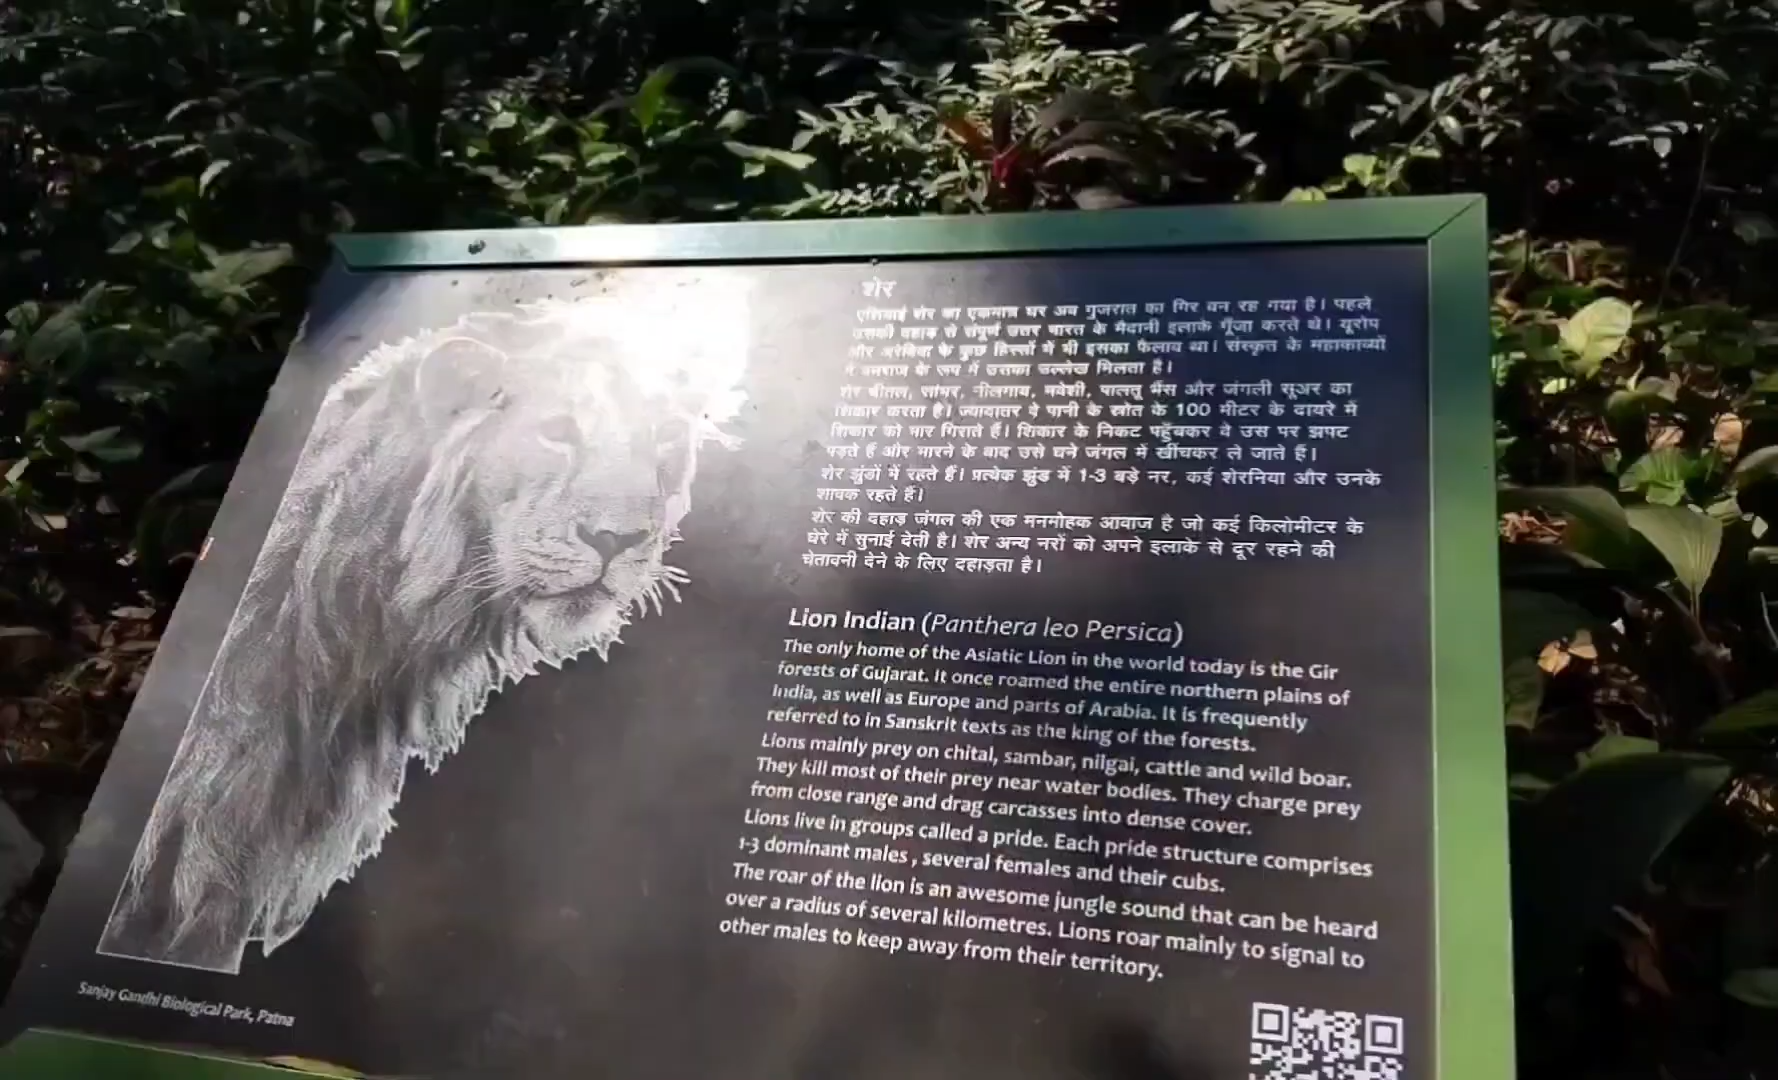 शेर
एशियाई शेर का एकमात्र घर अब गुजरात का गिर वन रह गया है। पहले
उसकी दहाड़ से संपूर्ण उत्तर भारत के मैदानी इलाके गूँजा करते थे। यूरोप
और अरेबिया के कुछ हिस्सों में भी इसका फैलाव था। संस्कृत के महाकाव्यों
में वनराज के रूप में उसका उल्लेख मिलता है।
शेर चीतल, सांभर, नीलगाय, मवेशी, पालतू भैंस और जंगली सूअर का
शिकार करता है। ज्यादातर वे पानी के स्रोत के 100 मीटर के दायरे में
शिकार को मार गिराते हैं। शिकार के निकट पहुँचकर वे उस पर झपट
पड़ते हैं और मारने के बाद उसे घने जंगल में खींचकर ले जाते हैं।
शेर झुंडों में रहते हैं। प्रत्येक झुंड में 1-3 बड़े नर, कई शेरनिया और उनके
शावक रहते हैं।
शेर की दहाड़ जंगल की एक मनमोहक आवाज है जो कई किलोमीटर के
घेरे में सुनाई देती है। शेर अन्य नरों को अपने इलाके से दूर रहने की
चेतावनी देने के लिए दहाड़ता है।
Lion Indian (Panthera leo Persica)
The only home of the Asiatic Lion in the world today is the Gir
forests of Gujarat. It once roamed the entire northern plains of
India, as well as Europe and parts of Arabia. It is frequently
referred to in Sanskrit texts as the king of the forests.
Lions mainly prey on chital, sambar, nilgai, cattle and wild boar.
They kill most of their prey near water bodies. They charge prey
from close range and drag carcasses into dense cover.
Lions live in groups called a pride. Each pride structure comprises
1-3 dominant males , several females and their cubs.
The roar of the lion is an awesome jungle sound that can be heard
over a radius of several kilometres. Lions roar mainly to signal to
other males to keep away from their territory.
Sanjay Gandhi Biological Park, Patna